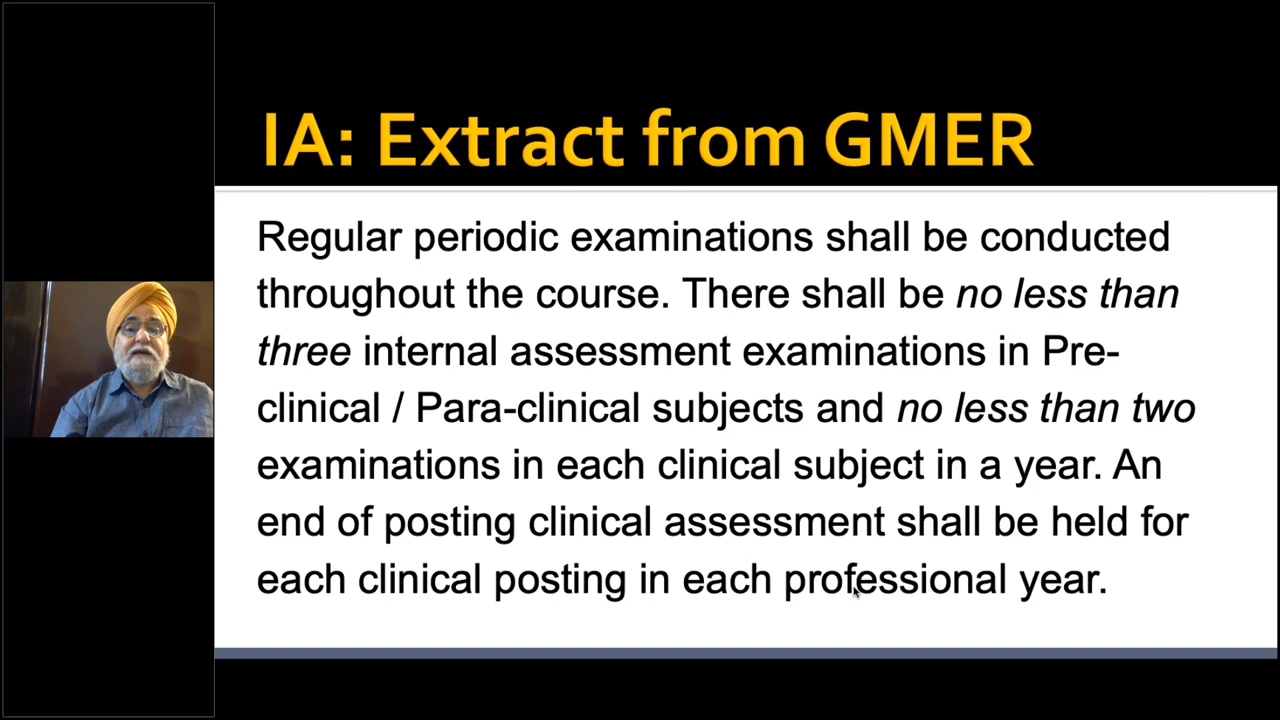 IA: Extract from GMER
Regular periodic examinations shall be conducted
throughout the course. There shall be no less than
three internal assessment examinations in Pre-
clinical / Para-clinical subjects and no less than two
examinations in each clinical subject in a year. An
end of posting clinical assessment shall be held for
each clinical posting in each professional year.